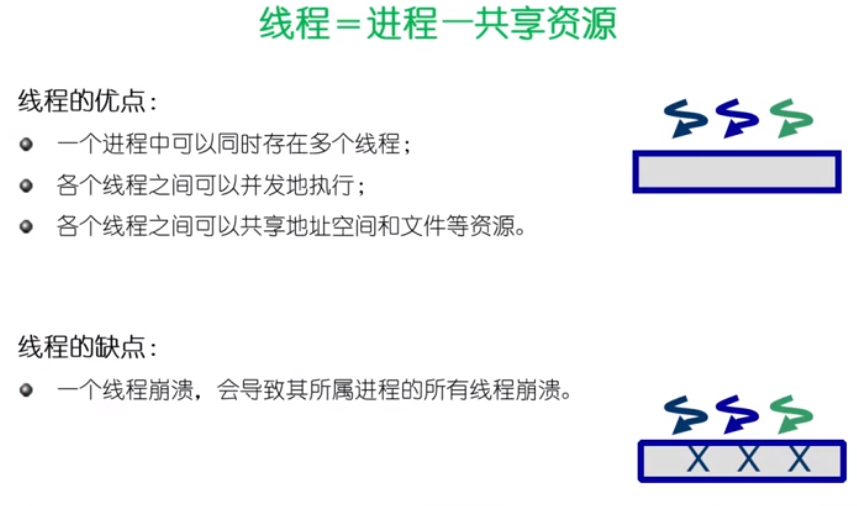 线程＝进程－共享资源
线程的优点：
一个进程中可以同时存在多个线程；
各个线程之间可以并发地执行；
各个线程之间可以共享地址空间和文件等资源。
线程的缺点：
一个线程崩溃，会导致其所属进程的所有线程崩溃。
X X X